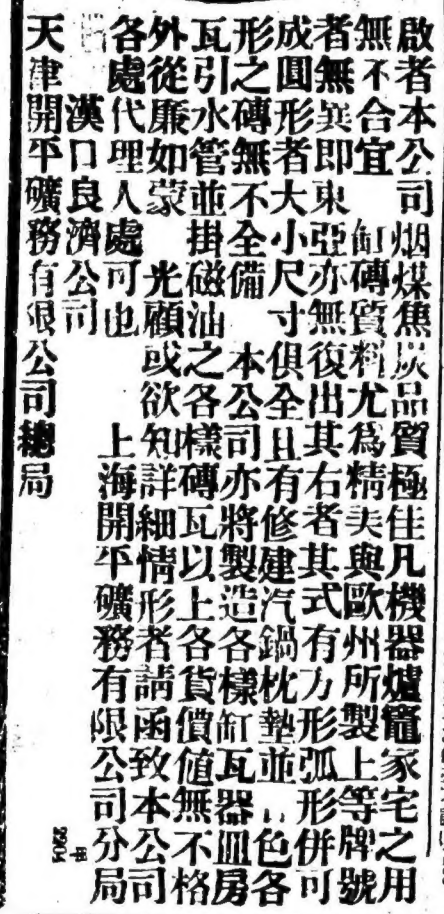 啟者本公司烟煤焦炭品質極佳凡機器爐竈家宅之用
無不合宜 缸磚質料尤為精美與歐州所製上等牌號
者無異即東亞亦無復出其右者其式有方形弧形併可
成圓形者大小尺寸俱全且有修建汽鍋枕墊並 色各
形之磚無不全備 本公司亦將製造各樣缸瓦器皿房
瓦引水管並掛磁油之各樣磚瓦以上各貨價值無不格
外從廉如蒙 光顧或欲知詳細情形者請函致本公司
各處代理人處可也 上海開平礦務有限公司分局
漢口良濟公司
天津開平礦務有限公司總局
2904